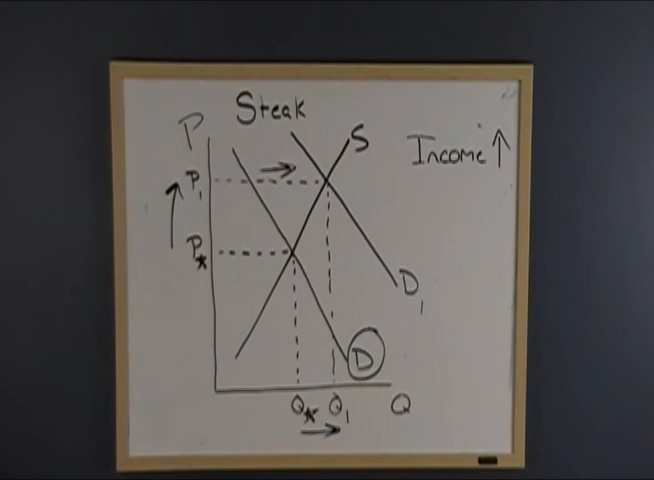 Steak
P
S
Income ↑
P₁
P*
D₁
D
Q* Q₁ Q